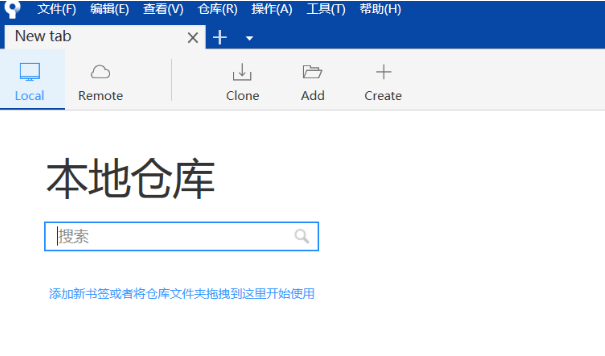 文件(F) 编辑(E) 查看(V) 仓库(R) 操作(A) 工具(T) 帮助(H)
New tab
Local Remote Clone Add Create
本地仓库
搜索
添加新书签或者将仓库文件夹拖拽到这里开始使用